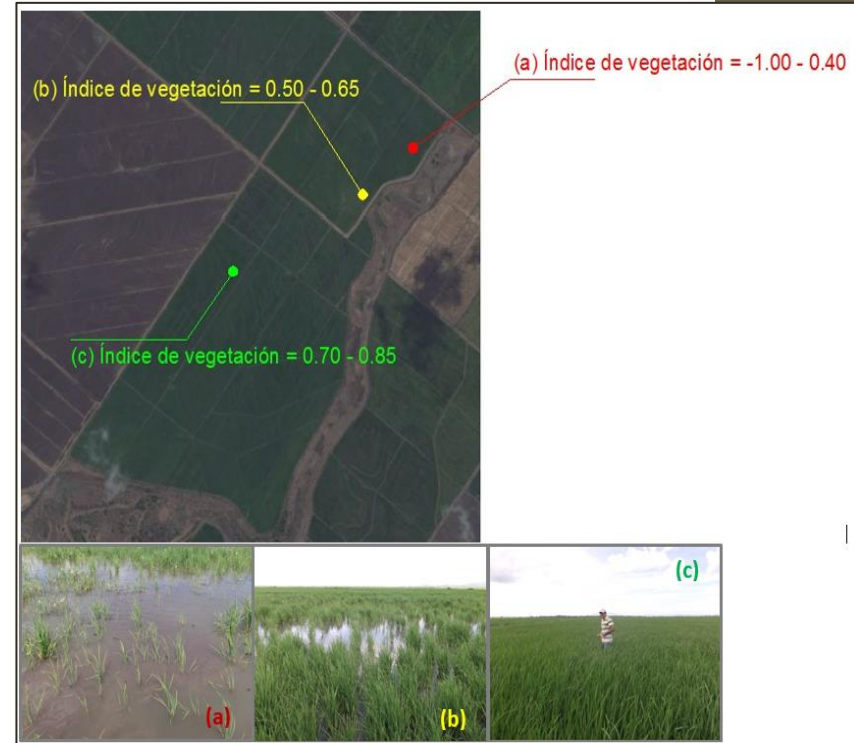 (a) Índice de vegetación = -1.00 - 0.40
(b) Índice de vegetación = 0.50 - 0.65
(c) Índice de vegetación = 0.70 - 0.85
(a)
(b)
(c)